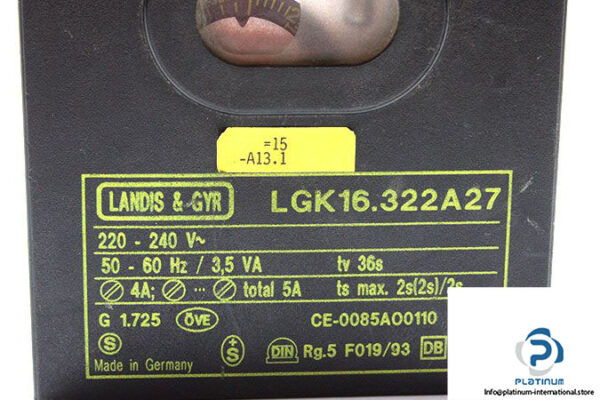 =15
-A13.1
LANDIS & GYR LGK16.322A27
220 - 240 V~
50 - 60 Hz / 3,5 VA tv 36s
4A; ... total 5A ts max. 2s(2s)/2s
G 1.725 ÖVE CE-0085AO0110
S +S DIN Rg.5 F019/93 DB
Made in Germany
PLATINUM
info@platinum-international.store